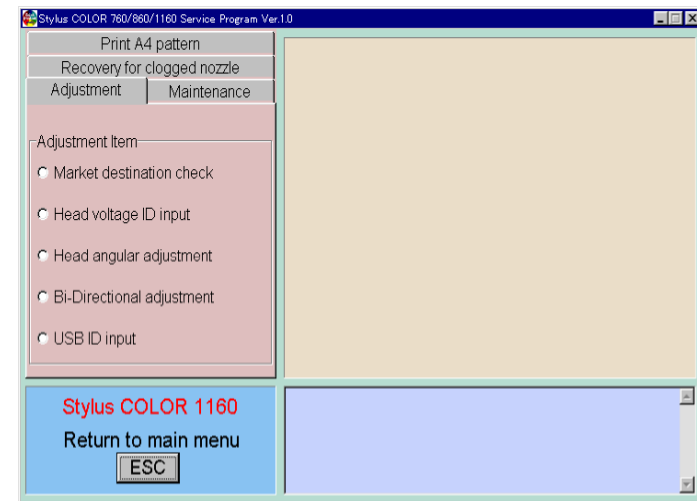 Stylus COLOR 760/860/1160 Service Program Ver.1.0
Print A4 pattern
Recovery for clogged nozzle
Adjustment
Maintenance
Adjustment Item
Market destination check
Head voltage ID input
Head angular adjustment
Bi-Directional adjustment
USB ID input
Stylus COLOR 1160
Return to main menu
ESC